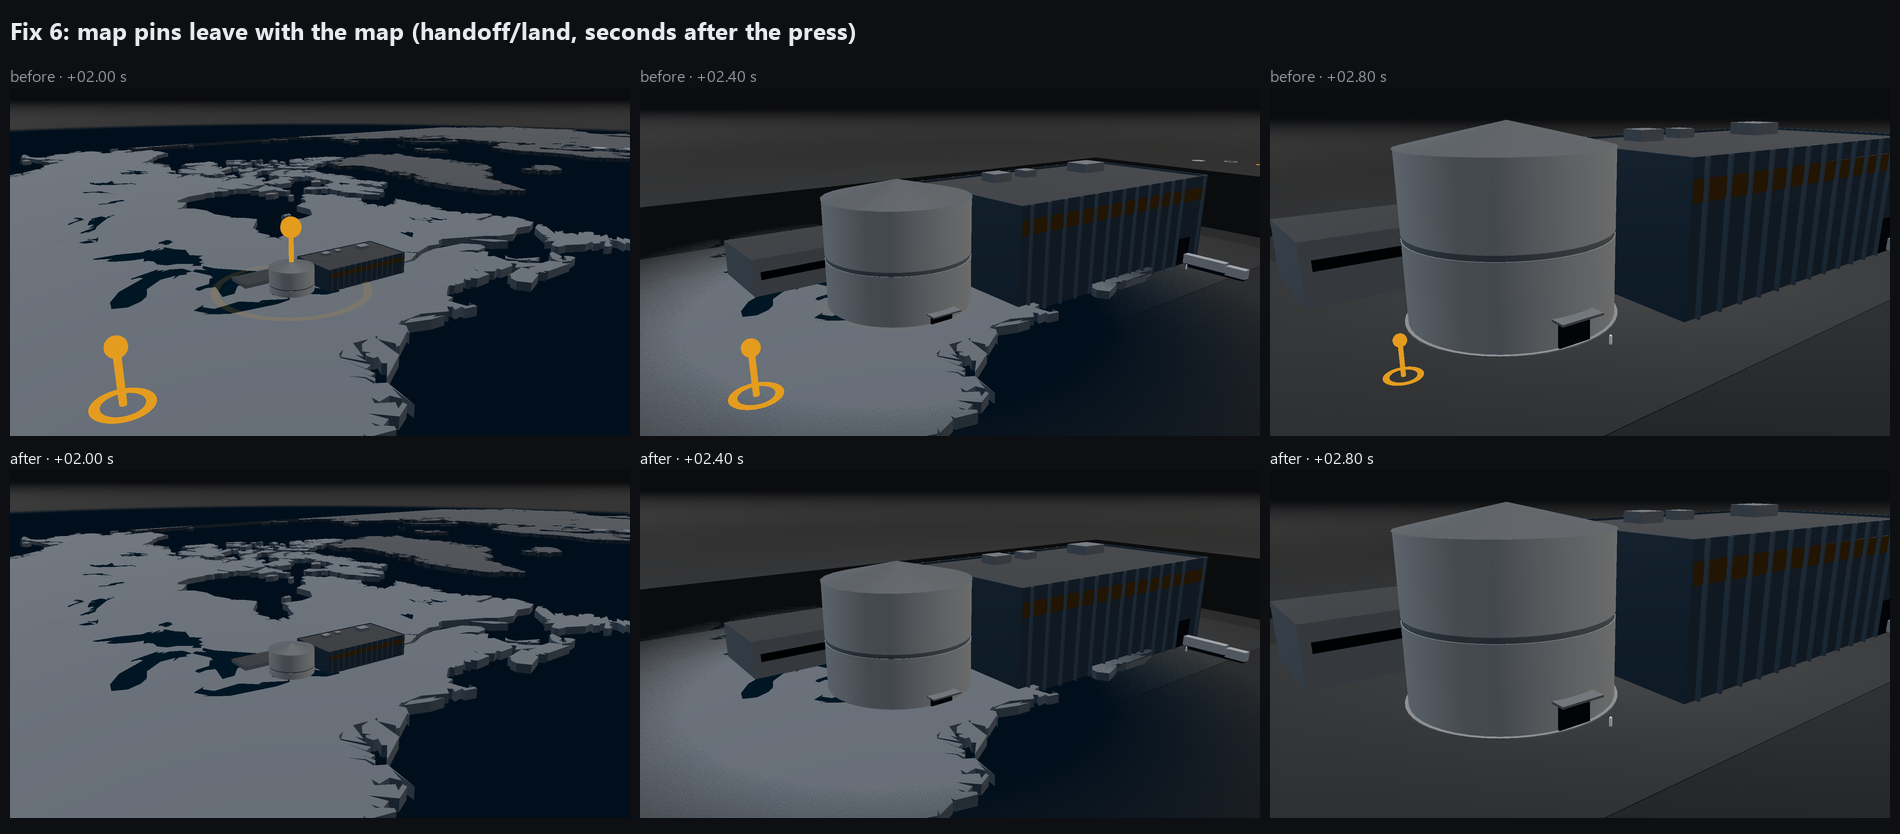 Fix 6: map pins leave with the map (handoff/land, seconds after the press)
before · +02.00 s
before · +02.40 s
before · +02.80 s
after · +02.00 s
after · +02.40 s
after · +02.80 s